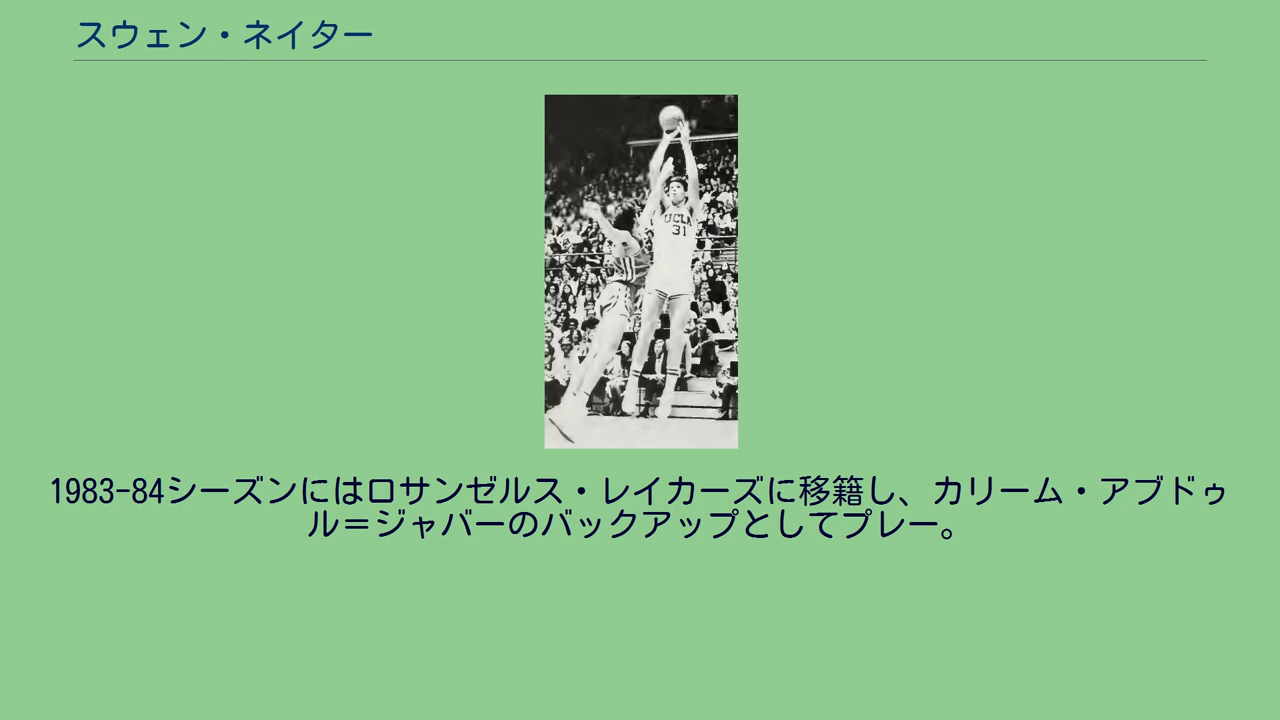 スウェン・ネイター
UCLA
31
1983-84シーズンにはロサンゼルス・レイカーズに移籍し、カリーム・アブドゥ
ル＝ジャバーのバックアップとしてプレー。